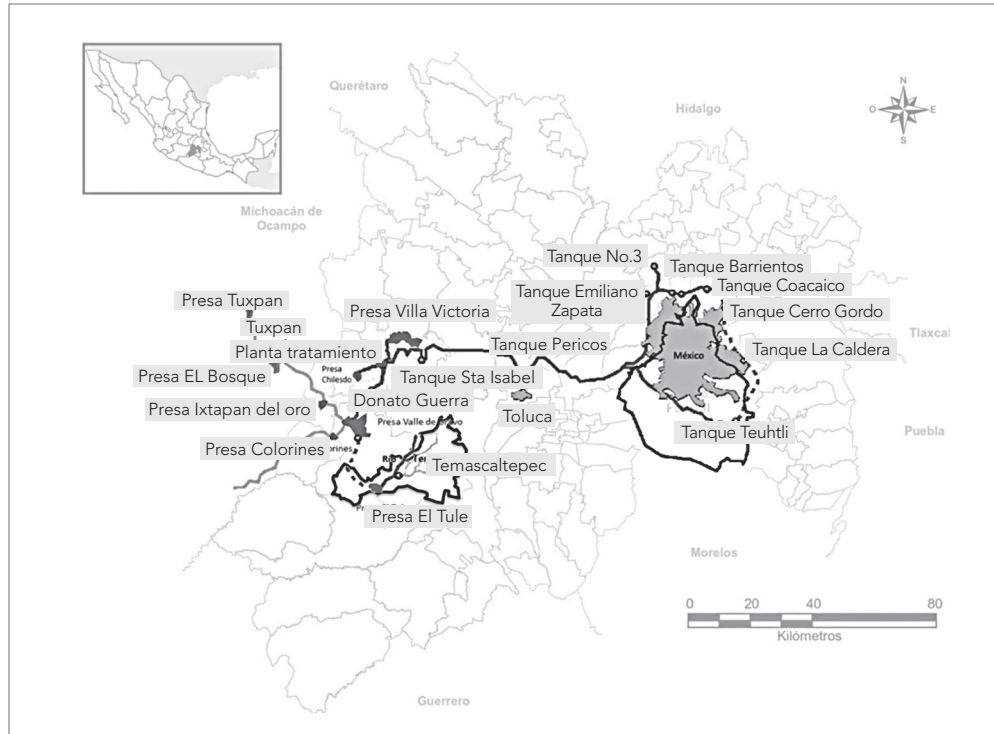 Querétaro
Hidalgo
N
O
E
S
Michoacán de
Ocampo
Tanque No.3
Tanque Barrientos
Tanque Coacaico
Tanque Emiliano
Zapata
Presa Tuxpan
Presa Villa Victoria
Tanque Cerro Gordo
Tuxpan
Tlaxcal
Planta tratamiento
Tanque Pericos
México
Tanque La Caldera
Presa EL Bosque
Presa
Chilesdo
Tanque Sta Isabel
Donato Guerra
Presa Ixtapan del oro
Toluca
Presa Valle de
Tanque Teuhtli
Puebla
Presa Colorines
Temascaltepec
Presa El Tule
Morelos
0
20
40
80
Kilómetros
Guerrero